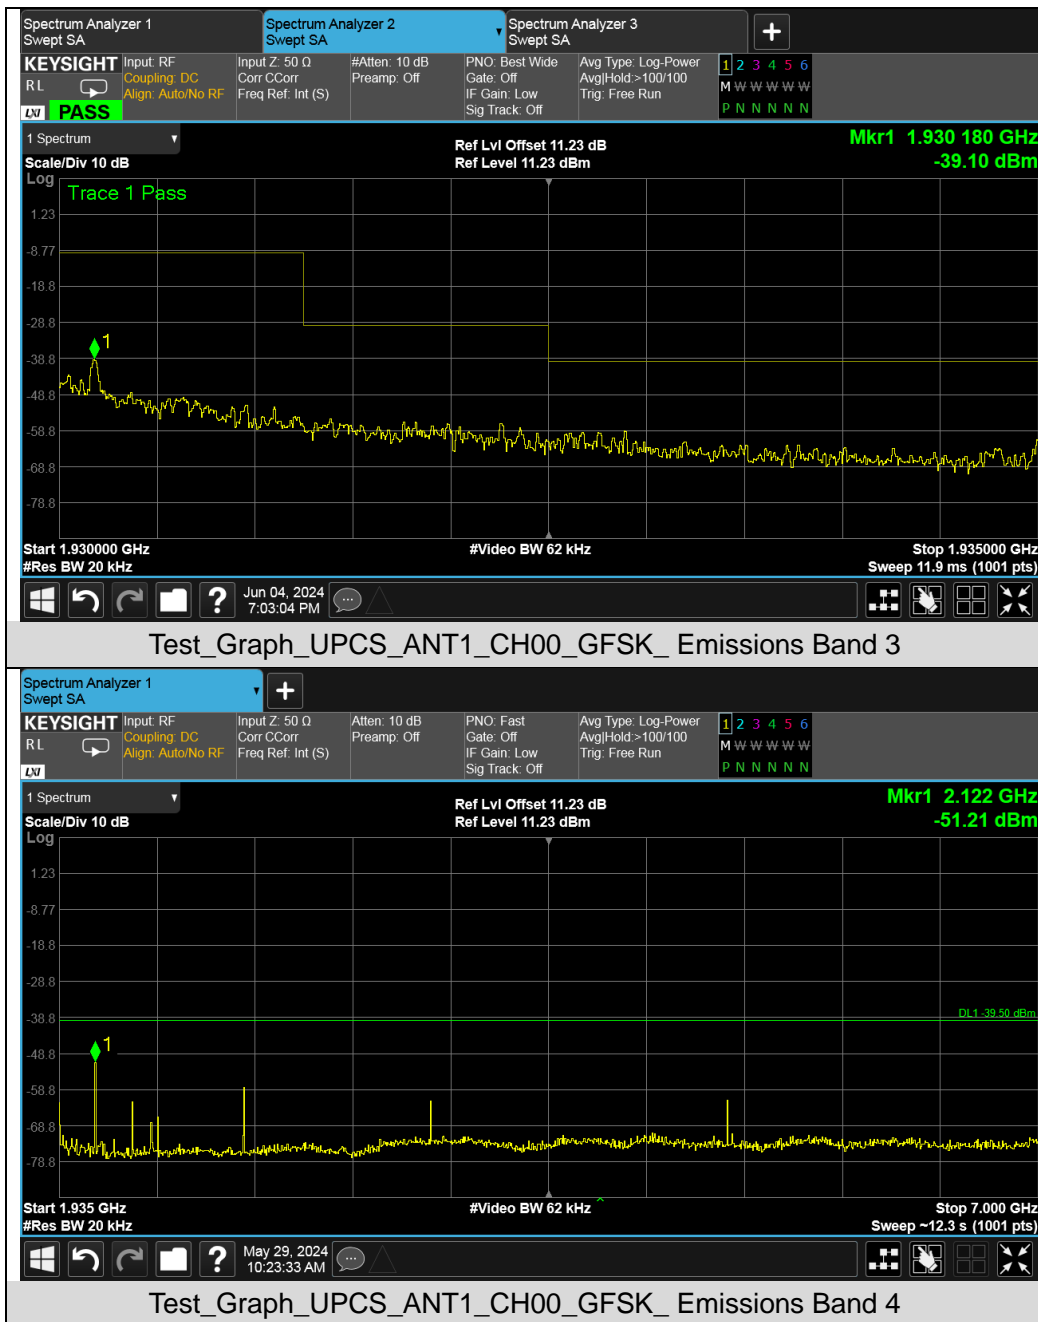 Spectrum Analyzer 1
Swept SA
Spectrum Analyzer 2
Swept SA
Spectrum Analyzer 3
Swept SA
KEYSIGHT
RL
LXI PASS
Input: RF
Coupling: DC
Align: Auto/No RF
Input Z: 50 Ω
Corr CCorr
Freq Ref: Int (S)
#Atten: 10 dB
Preamp: Off
PNO: Best Wide
Gate: Off
IF Gain: Low
Sig Track: Off
Avg Type: Log-Power
Avg|Hold:>100/100
Trig: Free Run
1 2 3 4 5 6
M W W W W W
P N N N N N
1 Spectrum
Scale/Div 10 dB
Log
Ref Lvl Offset 11.23 dB
Ref Level 11.23 dBm
Mkr1 1.930 180 GHz
-39.10 dBm
Trace 1 Pass
1.23
-8.77
-18.8
-28.8
-38.8
-48.8
-58.8
-68.8
-78.8
1
Start 1.930000 GHz
#Res BW 20 kHz
#Video BW 62 kHz
Stop 1.935000 GHz
Sweep 11.9 ms (1001 pts)
?
Jun 04, 2024
7:03:04 PM
Test_Graph_UPCS_ANT1_CH00_GFSK_ Emissions Band 3
Spectrum Analyzer 1
Swept SA
KEYSIGHT
RL
LXI
Input: RF
Coupling: DC
Align: Auto/No RF
Input Z: 50 Ω
Corr CCorr
Freq Ref: Int (S)
Atten: 10 dB
Preamp: Off
PNO: Fast
Gate: Off
IF Gain: Low
Sig Track: Off
Avg Type: Log-Power
Avg|Hold:>100/100
Trig: Free Run
1 2 3 4 5 6
M W W W W W
P N N N N N
1 Spectrum
Scale/Div 10 dB
Log
Ref Lvl Offset 11.23 dB
Ref Level 11.23 dBm
Mkr1 2.122 GHz
-51.21 dBm
1.23
-8.77
-18.8
-28.8
-38.8
-48.8
-58.8
-68.8
-78.8
DL1 -39.50 dBm
1
Start 1.935 GHz
#Res BW 20 kHz
#Video BW 62 kHz
Stop 7.000 GHz
Sweep ~12.3 s (1001 pts)
?
May 29, 2024
10:23:33 AM
Test_Graph_UPCS_ANT1_CH00_GFSK_ Emissions Band 4